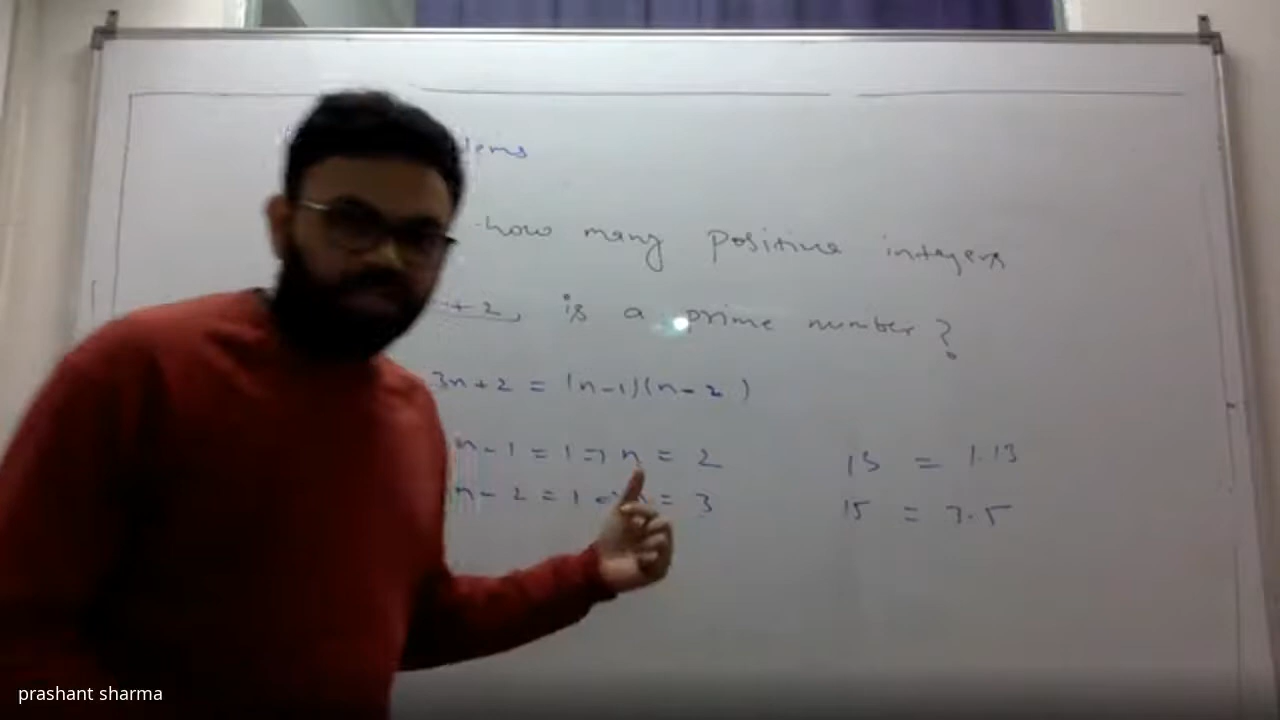 lems
how many positive integers
+ 2, is a prime number?
3n+2 = (n-1)(n-2)
n-1 = 1 => n = 2
13 = 1.13
n- 2 = 1 = 3
15 = 3.5
prashant sharma